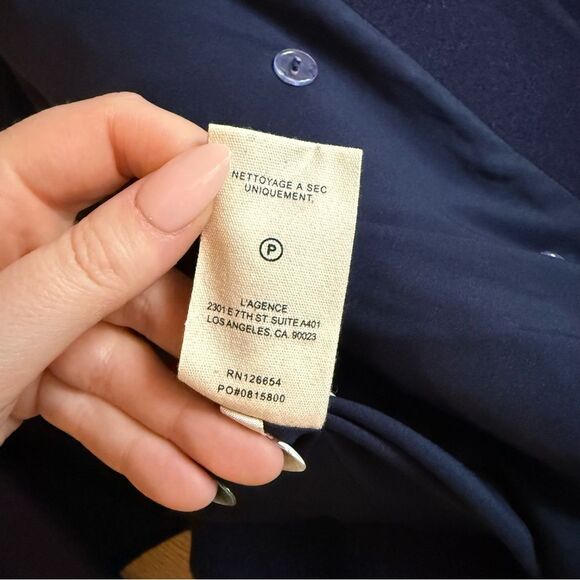 NETTOYAGE A SEC
UNIQUEMENT.
P
L'AGENCE
2301 E 7TH ST. SUITE A401
LOS ANGELES, CA. 90023
RN126654
PO#0815800